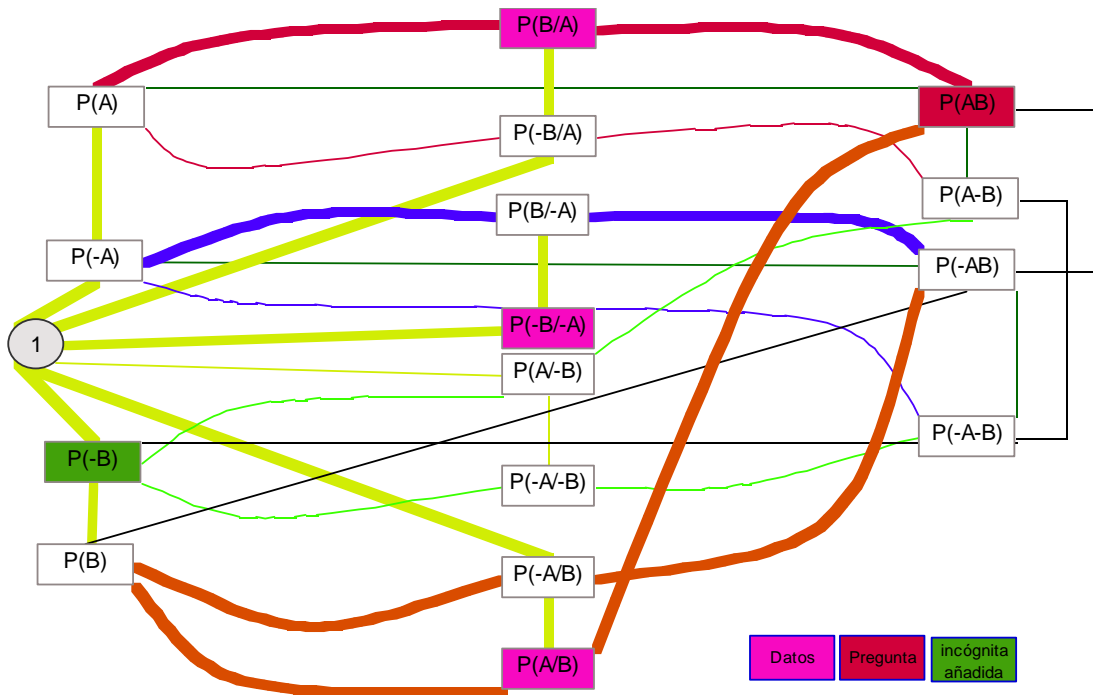 P(B/A)
P(A)
P(AB)
P(-B/A)
P(A-B)
P(B/-A)
P(-A)
P(-AB)
P(-B/-A)
1
P(A/-B)
P(-A-B)
P(-B)
P(-A/-B)
P(B)
P(-A/B)
P(A/B)
Datos
Pregunta
incógnita
añadida